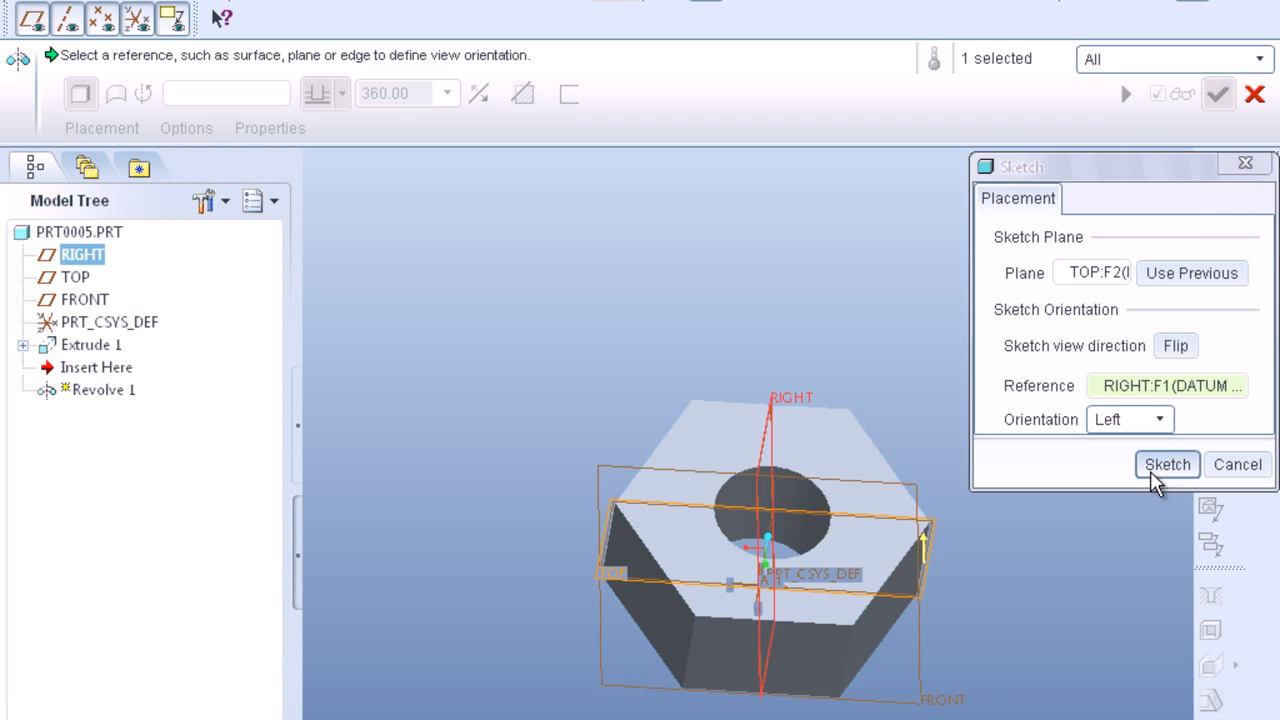 Select a reference, such as surface, plane or edge to define view orientation.
1 selected
All
360.00
Placement Options Properties
Model Tree
PRT0005.PRT
RIGHT
TOP
FRONT
PRT_CSYS_DEF
Extrude 1
Insert Here
Revolve 1
RIGHT
TOP
PRT_CSYS_DEF
A_1
FRONT
Sketch
Placement
Sketch Plane
Plane TOP:F2( Use Previous
Sketch Orientation
Sketch view direction Flip
Reference RIGHT:F1(DATUM ...
Orientation Left
Sketch Cancel